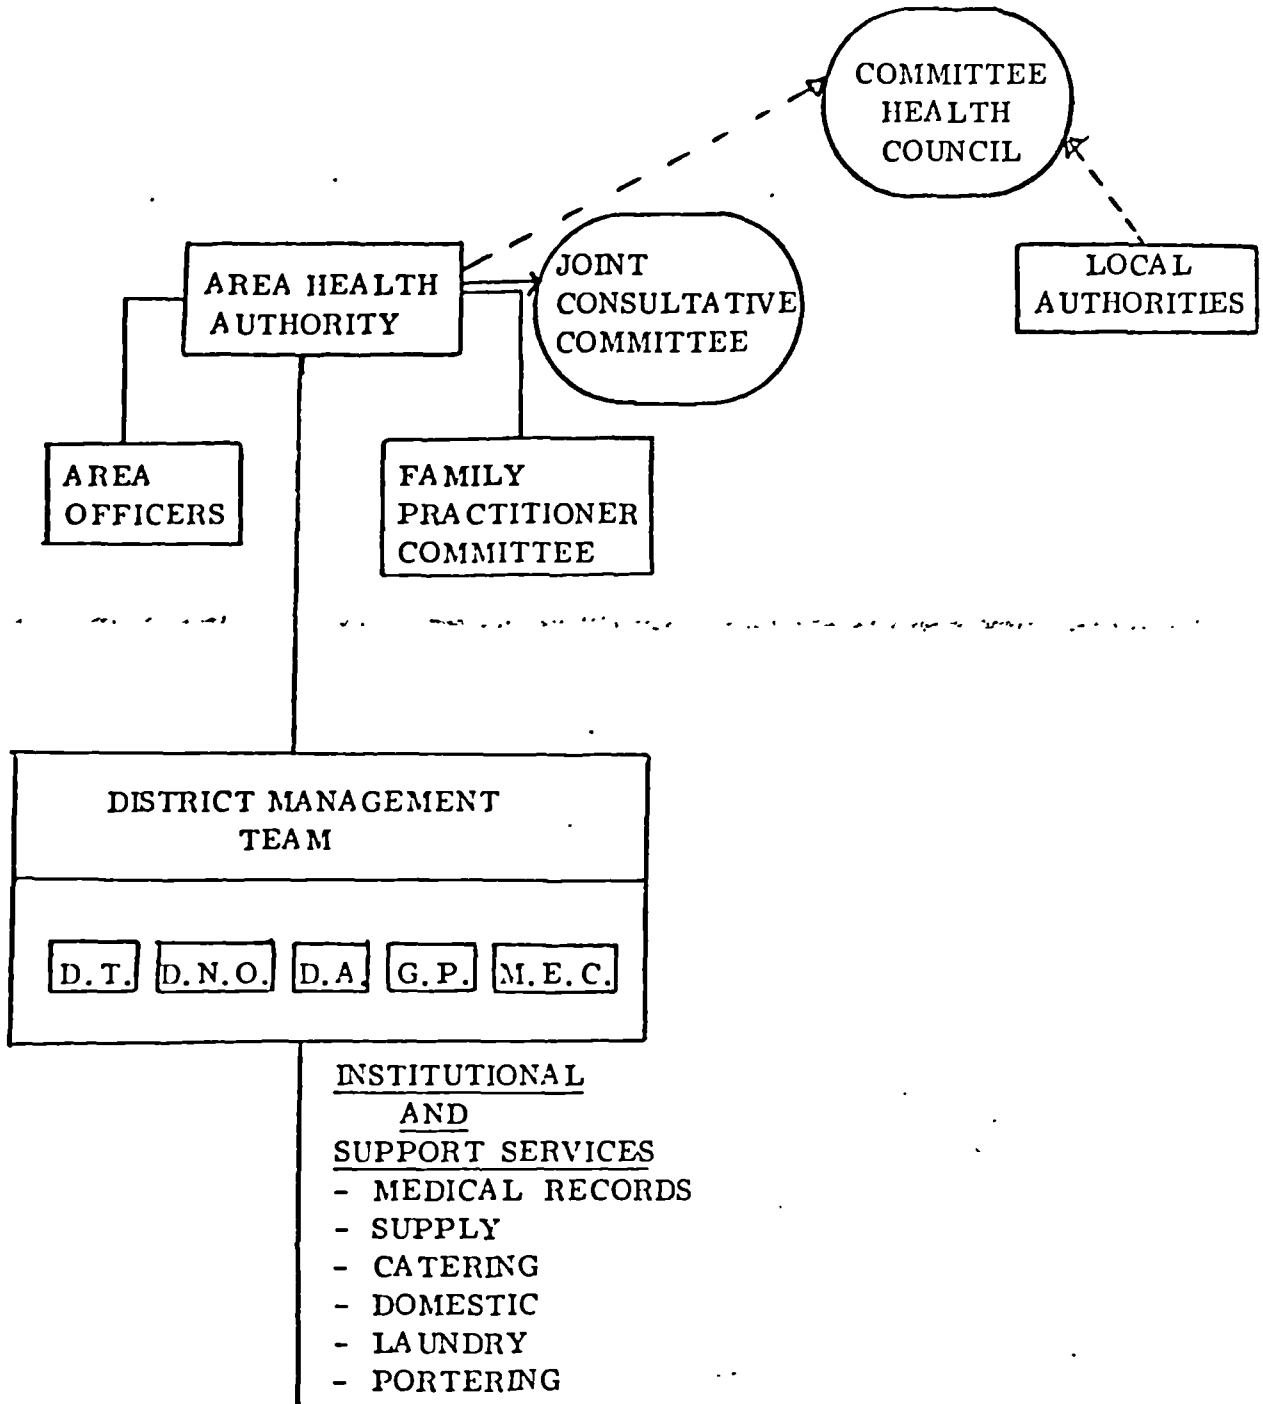 COMMITTEE
HEALTH
COUNCIL
AREA HEALTH
AUTHORITY
JOINT
CONSULTATIVE
COMMITTEE
LOCAL
AUTHORITIES
AREA
OFFICERS
FAMILY
PRACTITIONER
COMMITTEE
DISTRICT MANAGEMENT
TEAM
D.T. D.N.O. D.A. G.P. M.E.C.
INSTITUTIONAL
AND
SUPPORT SERVICES
- MEDICAL RECORDS
- SUPPLY
- CATERING
- DOMESTIC
- LAUNDRY
- PORTERING